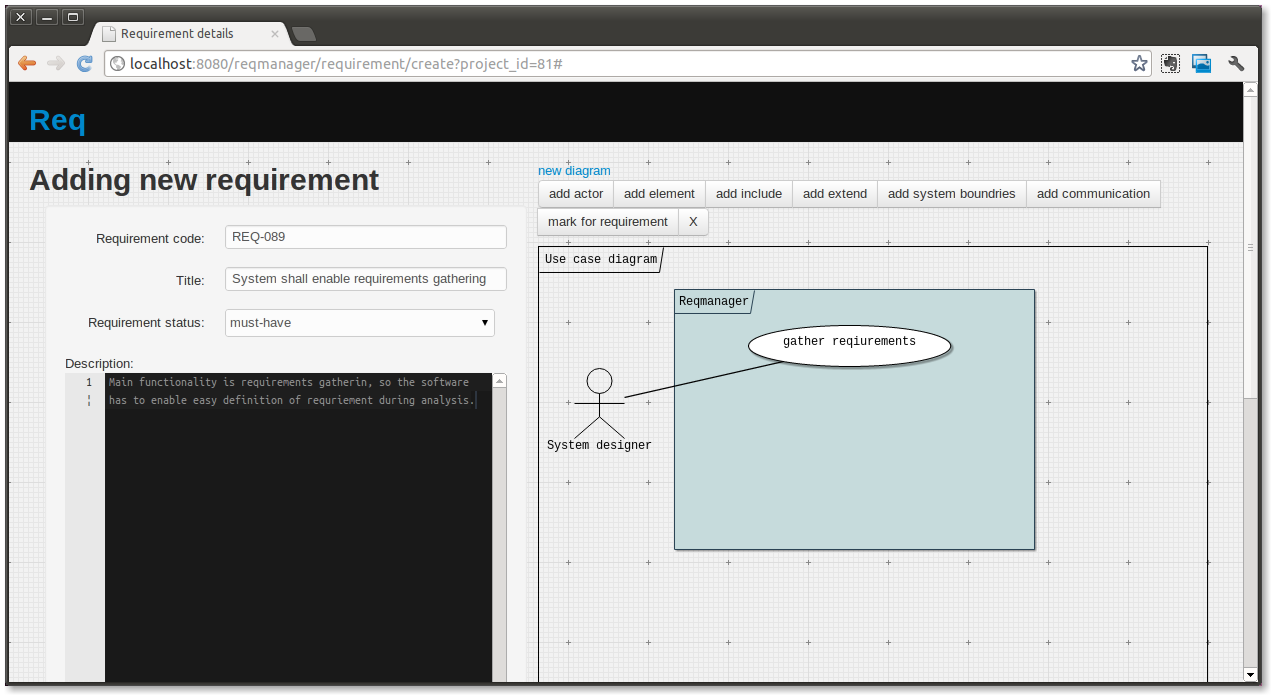 Requirement details
localhost:8080/reqmanager/requirement/create?project_id=81#
Req
Adding new requirement
Requirement code: REQ-089
Title: System shall enable requirements gathering
Requirement status: must-have
Description:
1 Main functionality is requirements gatherin, so the software
has to enable easy definition of requriement during analysis.
new diagram
add actor add element add include add extend add system boundries add communication
mark for requirement X
Use case diagram
Reqmanager
gather reqiurements
System designer